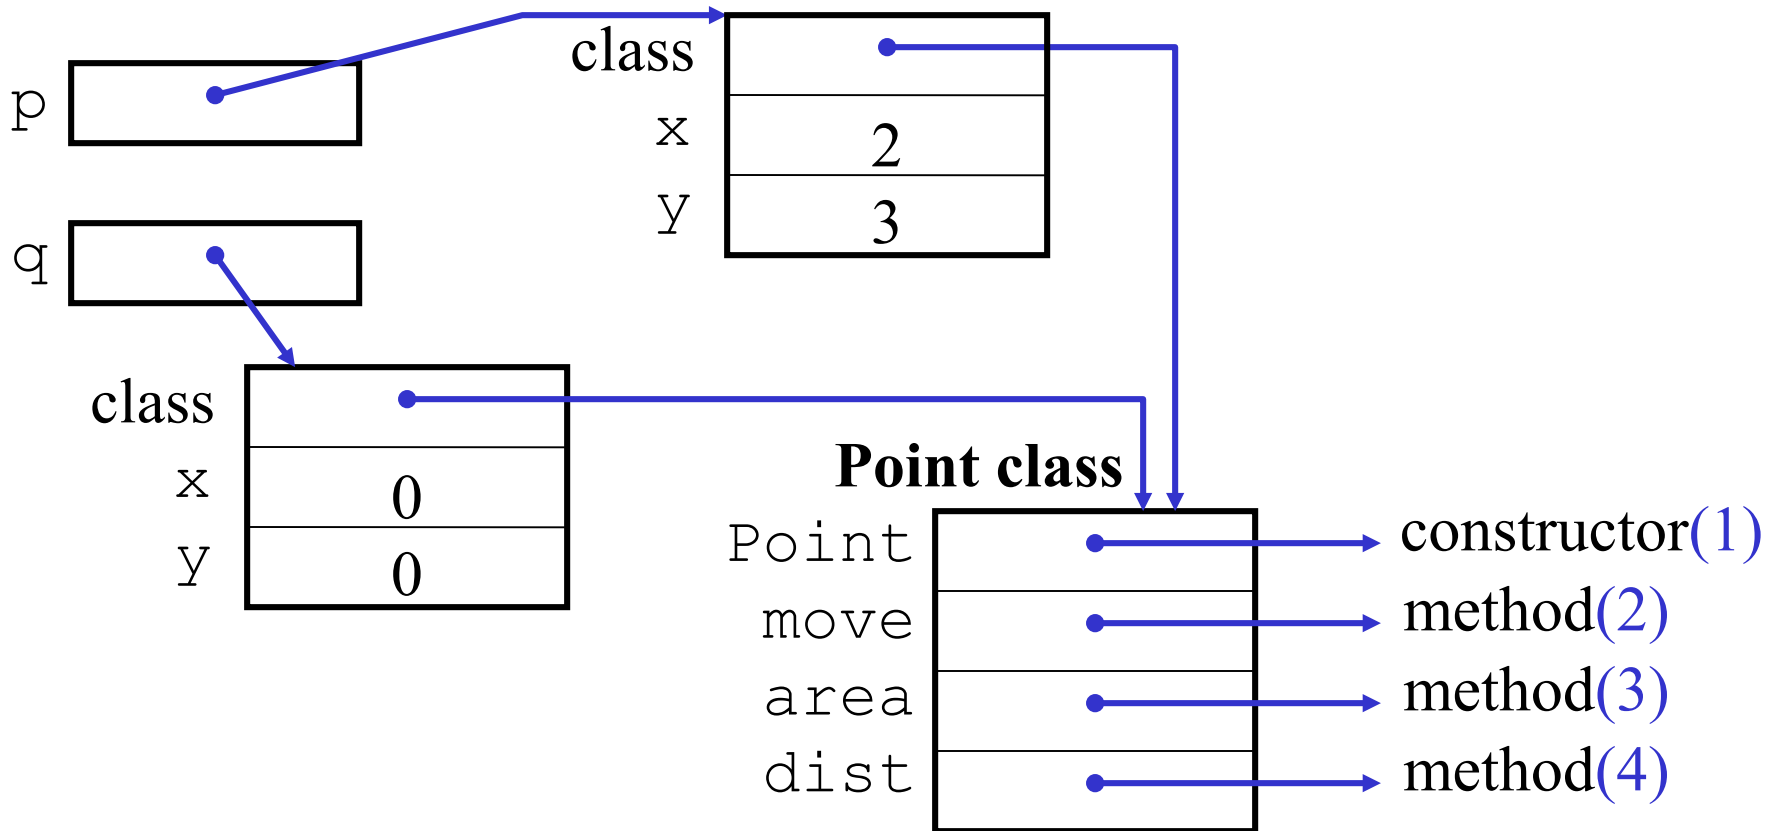 p
class
x 2
y 3
q
class
x 0
y 0
Point class
Point constructor(1)
move method(2)
area method(3)
dist method(4)